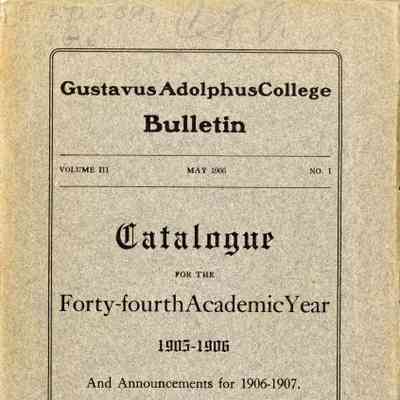 Gustavus Adolphus College
Bulletin
VOLUME III MAY 1906 NO. 1
Catalogue
FOR THE
Forty-fourth Academic Year
1905-1906
And Announcements for 1906-1907.